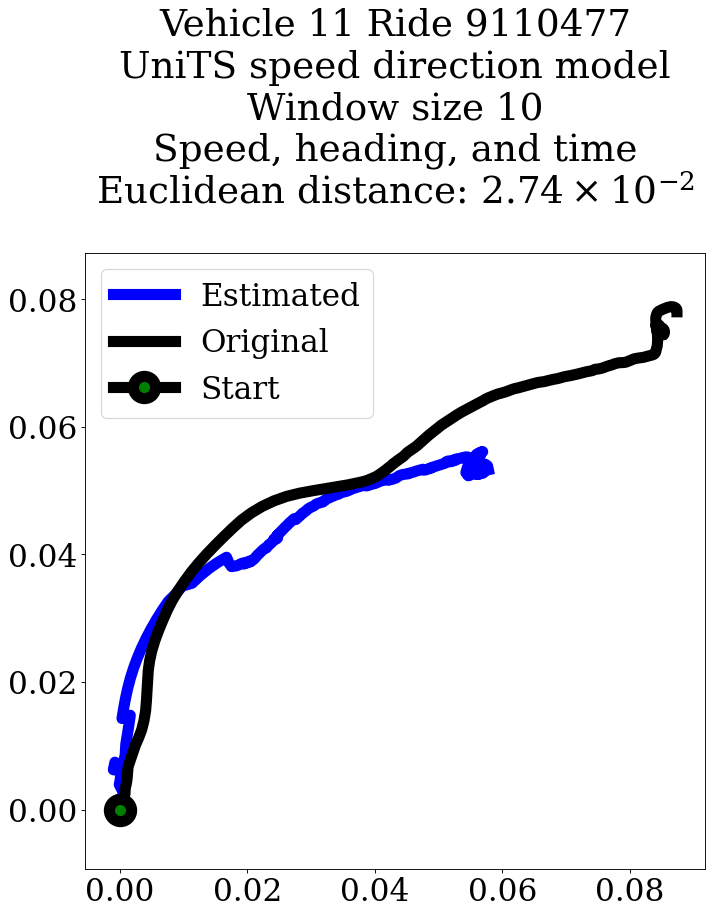 Vehicle 11 Ride 9110477
UniTS speed direction model
Window size 10
Speed, heading, and time
Euclidean distance: 2.74 × 10⁻²
Estimated
Original
Start
0.08
0.06
0.04
0.02
0.00
0.00 0.02 0.04 0.06 0.08